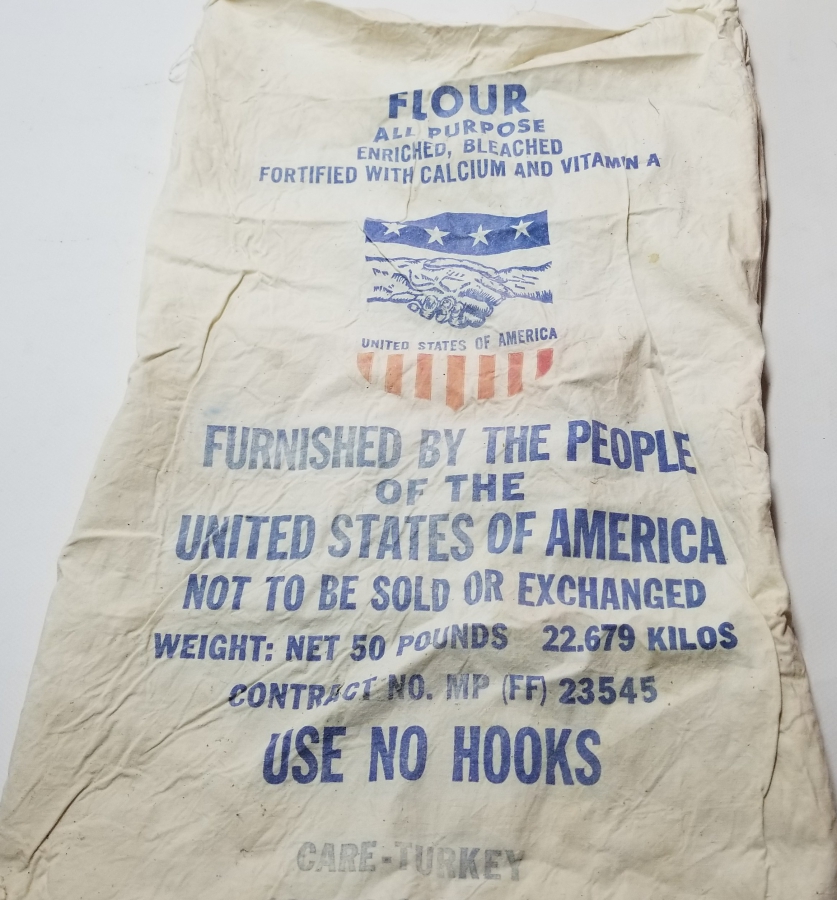 FLOUR
ALL PURPOSE
ENRICHED, BLEACHED
FORTIFIED WITH CALCIUM AND VITAMIN A
UNITED STATES OF AMERICA
FURNISHED BY THE PEOPLE
OF THE
UNITED STATES OF AMERICA
NOT TO BE SOLD OR EXCHANGED
WEIGHT: NET 50 POUNDS 22.679 KILOS
CONTRACT NO. MP (FF) 23545
USE NO HOOKS
CARE-TURKEY